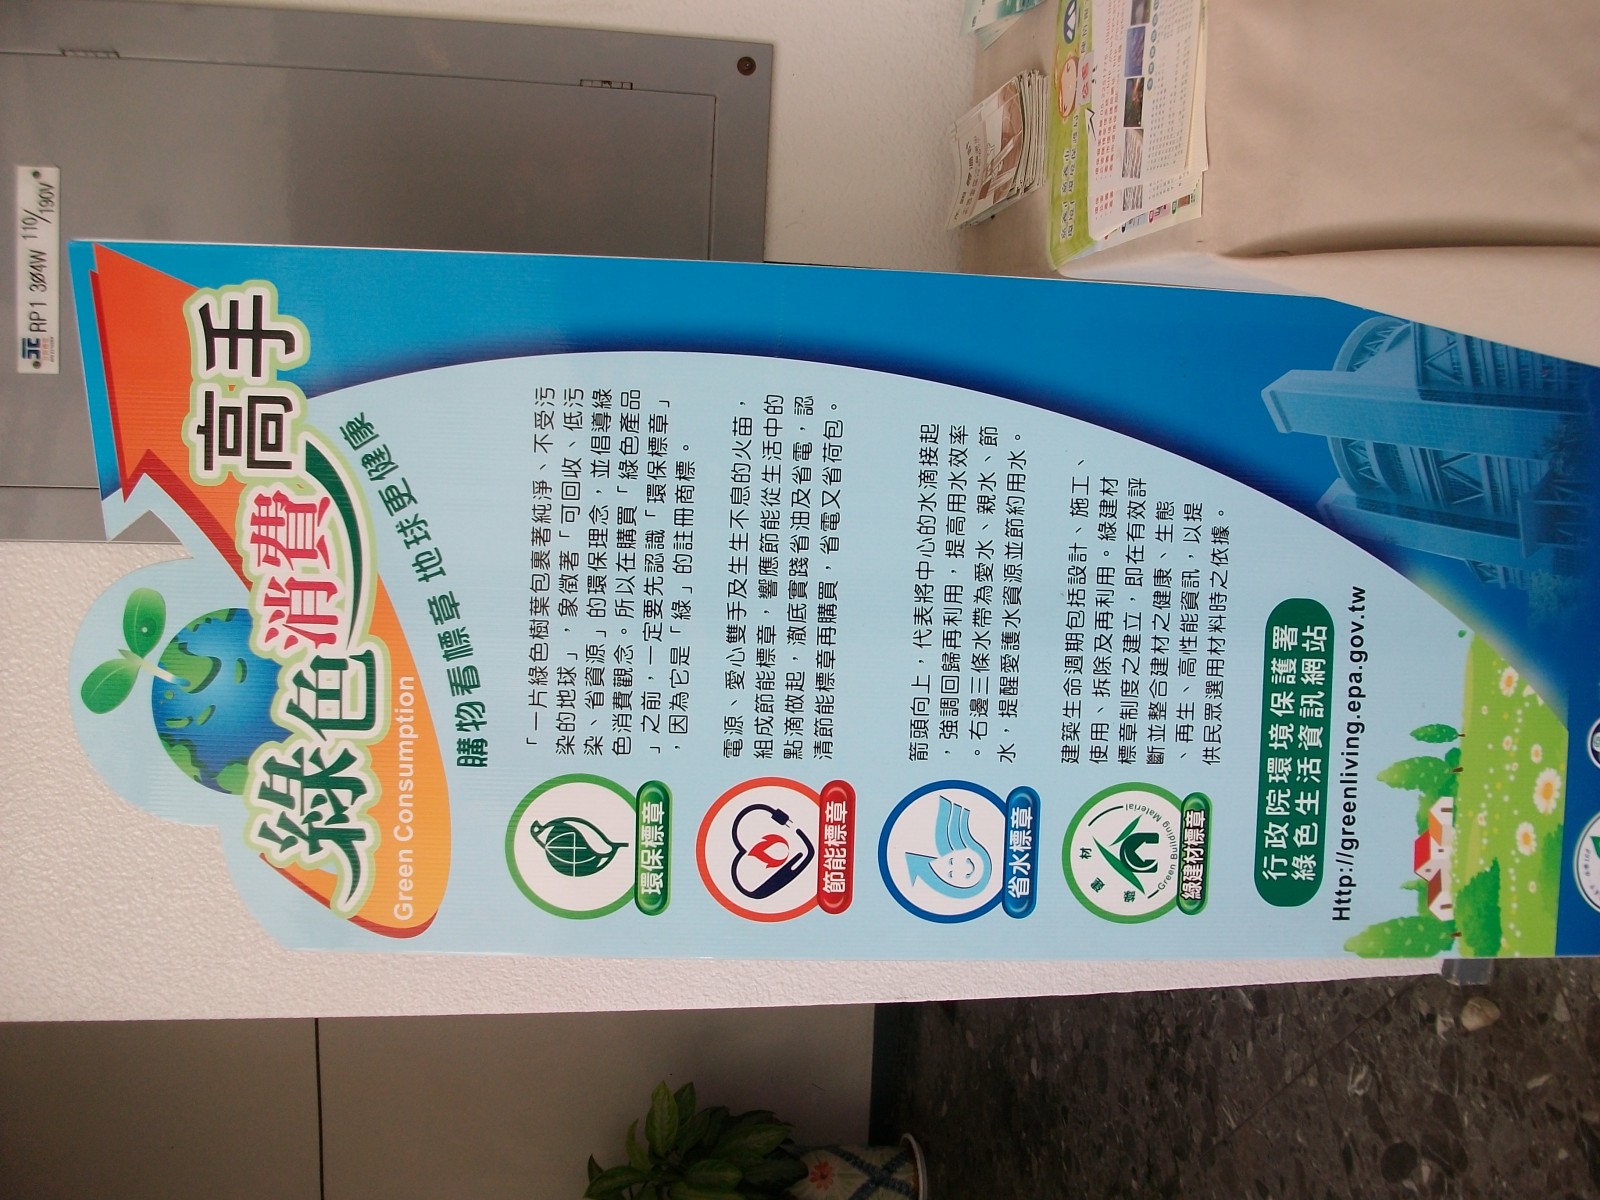 RP1 3Ø4W 110/190V
綠色消費高手
Green Consumption
購物看標章 地球更健康
環保標章
「一片綠色樹葉包裹著純淨、不受污
染的地球」，象徵著「可回收、低污
染、省資源」的環保理念，並倡導綠
色消費觀念。所以在購買「綠色產品
」之前，一定要先認識「環保標章」
，因為它是「綠」的註冊商標。
節能標章
電源、愛心雙手及生生不息的火苗，
組成節能標章，響應節能從生活中的
點滴做起，澈底實踐省油及省電，認
清節能標章再購買，省電又省荷包。
省水標章
箭頭向上，代表將中心的水滴接起
，強調回歸再利用，提高用水效率
。右邊三條水帶為愛水、親水、節
水，提醒愛護水資源並節約用水。
綠建材
Green Building Material
綠建材標章
建築生命週期包括設計、施工、
使用、拆除及再利用。綠建材
標章制度之建立，即在有效評
斷並整合建材之健康、生態
、再生、高性能資訊，以提
供民眾選用材料時之依據。
行政院環境保護署
綠色生活資訊網站
Http://greenliving.epa.gov.tw